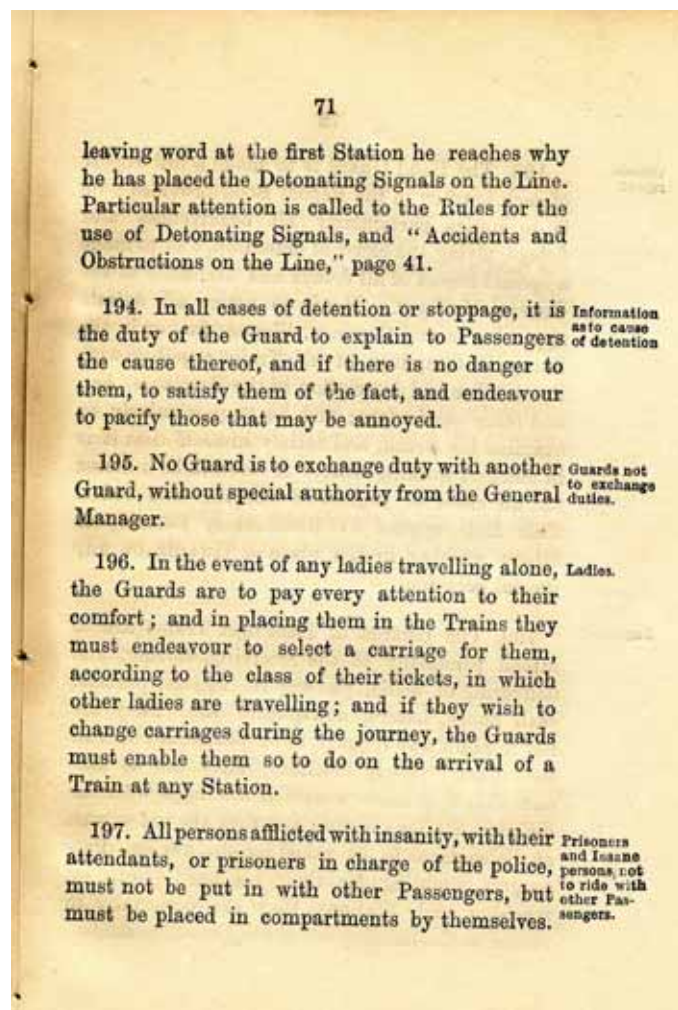 71
leaving word at the first Station he reaches why
he has placed the Detonating Signals on the Line.
Particular attention is called to the Rules for the
use of Detonating Signals, and “Accidents and
Obstructions on the Line,” page 41.
194. In all cases of detention or stoppage, it is
the duty of the Guard to explain to Passengers
the cause thereof, and if there is no danger to
them, to satisfy them of the fact, and endeavour
to pacify those that may be annoyed.
Information
as to cause
of detention
195. No Guard is to exchange duty with another
Guard, without special authority from the General
Manager.
Guards not
to exchange
duties.
196. In the event of any ladies travelling alone,
the Guards are to pay every attention to their
comfort; and in placing them in the Trains they
must endeavour to select a carriage for them,
according to the class of their tickets, in which
other ladies are travelling; and if they wish to
change carriages during the journey, the Guards
must enable them so to do on the arrival of a
Train at any Station.
Ladies.
197. All persons afflicted with insanity, with their
attendants, or prisoners in charge of the police,
must not be put in with other Passengers, but
must be placed in compartments by themselves.
Prisoners
and Insane
persons, not
to ride with
other Pas-
sengers.